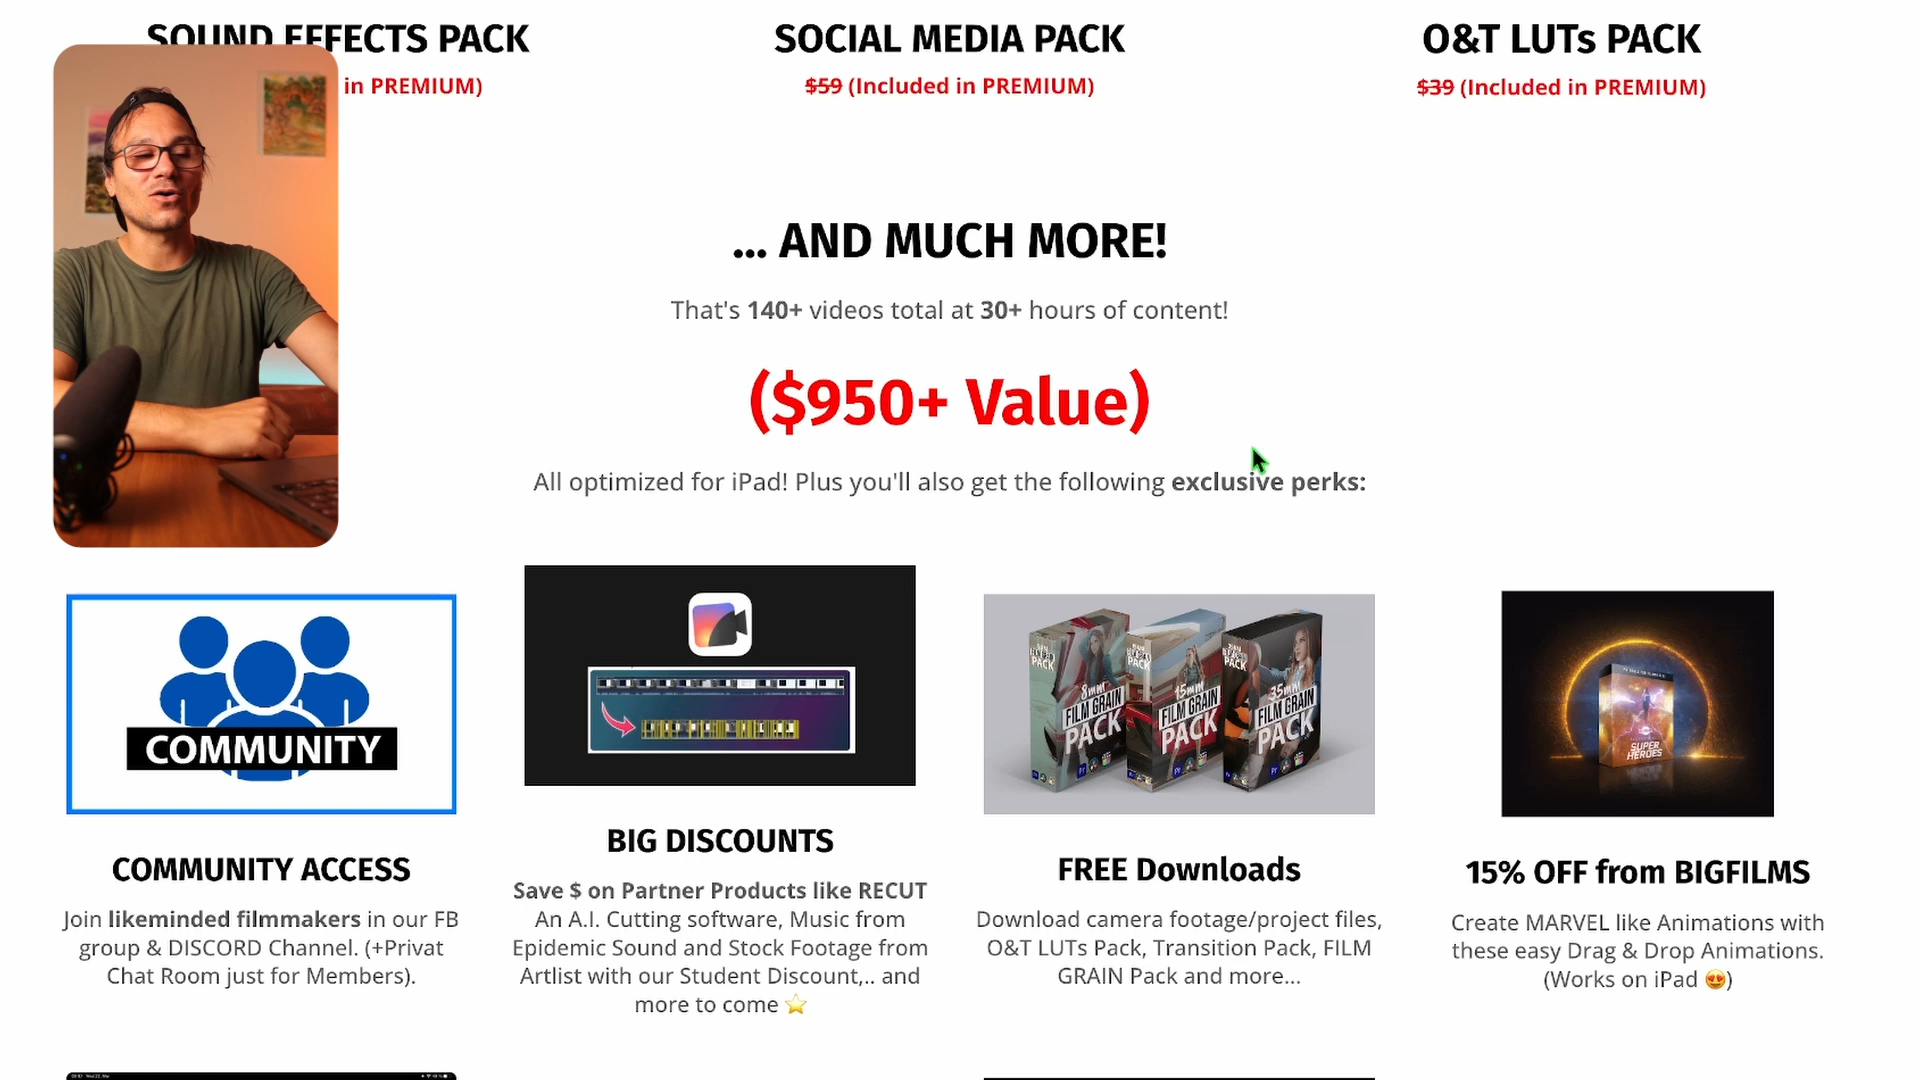 SOUND EFFECTS PACK
in PREMIUM)
SOCIAL MEDIA PACK
$59 (Included in PREMIUM)
O&T LUTs PACK
$39 (Included in PREMIUM)
... AND MUCH MORE!
That's 140+ videos total at 30+ hours of content!
($950+ Value)
All optimized for iPad! Plus you'll also get the following exclusive perks:
COMMUNITY
COMMUNITY ACCESS
Join likeminded filmmakers in our FB
group & DISCORD Channel. (+Privat
Chat Room just for Members).
BIG DISCOUNTS
Save $ on Partner Products like RECUT
An A.I. Cutting software, Music from
Epidemic Sound and Stock Footage from
Artlist with our Student Discount,.. and
more to come ⭐
PACK
8mm
FILM GRAIN
PACK
PACK
15mm
FILM GRAIN
PACK
PACK
35mm
FILM GRAIN
PACK
FREE Downloads
Download camera footage/project files,
O&T LUTs Pack, Transition Pack, FILM
GRAIN Pack and more...
SUPER
HEROES
15% OFF from BIGFILMS
Create MARVEL like Animations with
these easy Drag & Drop Animations.
(Works on iPad 😍)